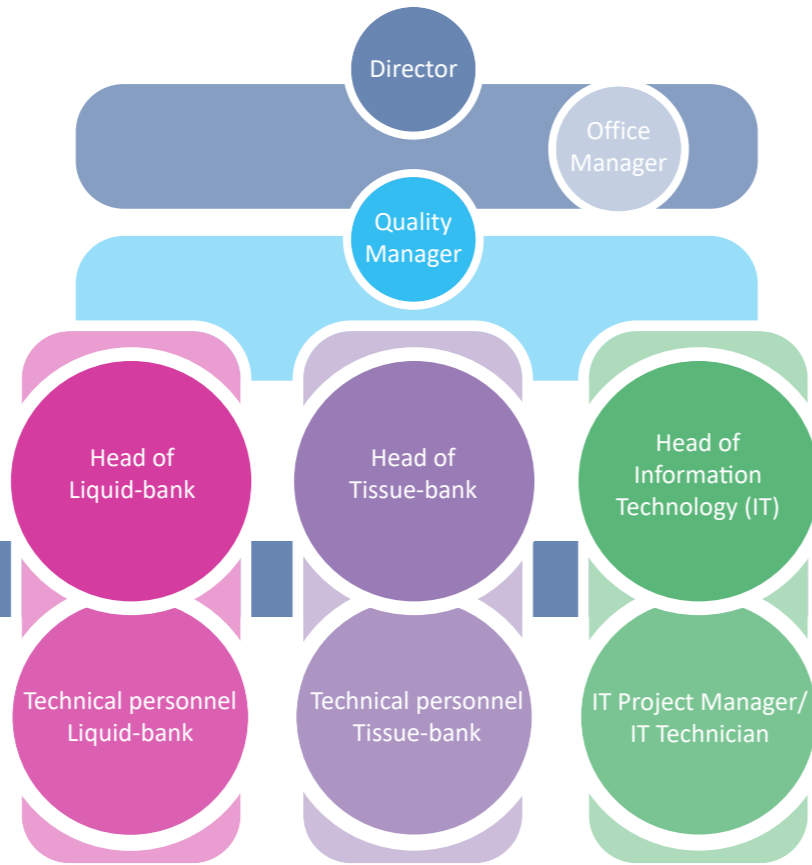 Director
Office
Manager
Quality
Manager
Head of
Liquid-bank
Head of
Tissue-bank
Head of
Information
Technology (IT)
Technical personnel
Liquid-bank
Technical personnel
Tissue-bank
IT Project Manager/
IT Technician